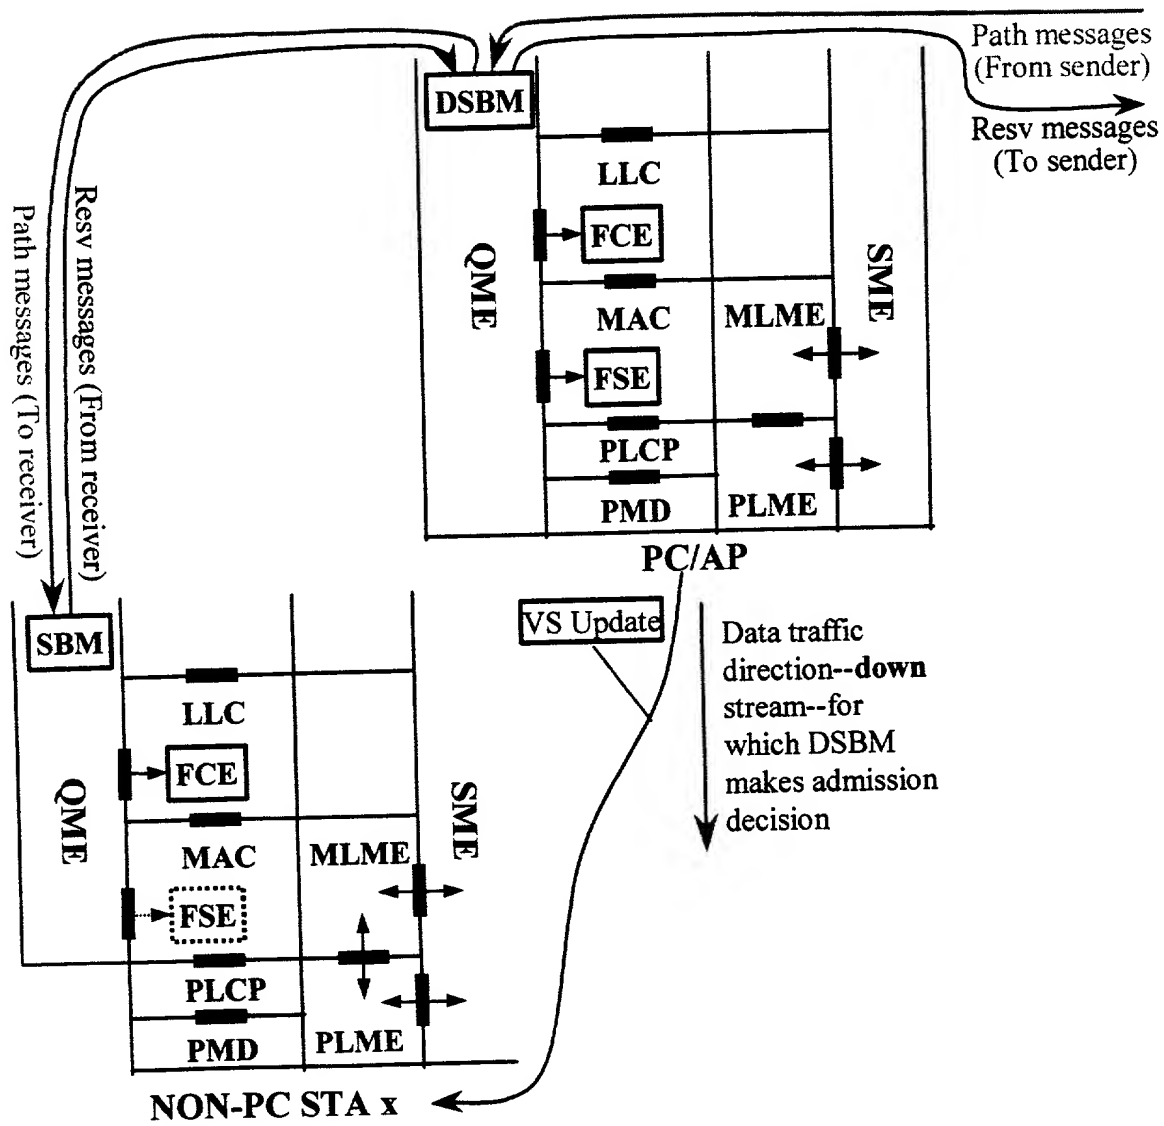 Path messages
(From sender)
DSBM
Resv messages
(To sender)
LLC
FCE
QME
SME
MAC
MLME
FSE
PLCP
PMD
PLME
PC/AP
Path messages (To receiver)
Resv messages (From receiver)
SBM
VS Update
Data traffic
direction--down
stream--for
which DSBM
makes admission
decision
LLC
FCE
QME
SME
MAC
MLME
FSE
PLCP
PMD
PLME
NON-PC STA x